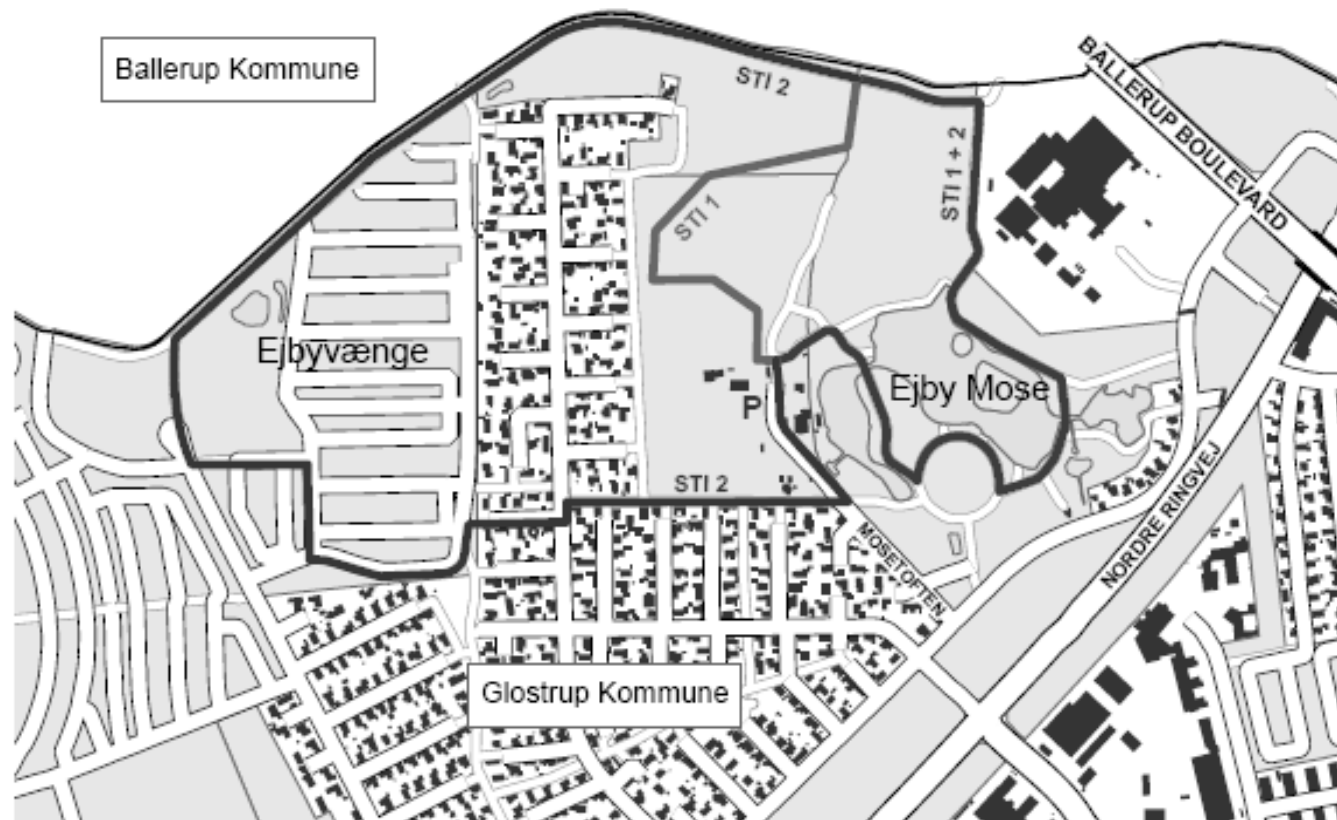 Ballerup Kommune
BALLERUP BOULEVARD
STI 2
STI 1 + 2
STI 1
Ejbyvænge
Ejby Mose
P
STI 2
MOSETOFTEN
NORDRE RINGVEJ
Glostrup Kommune